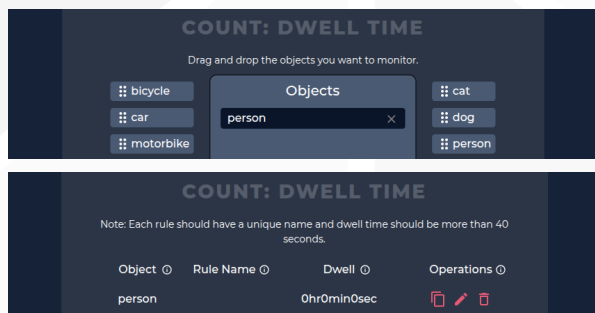 COUNT: DWELL TIME
Drag and drop the objects you want to monitor.
bicycle Objects cat
car person dog
motorbike person
COUNT: DWELL TIME
Note: Each rule should have a unique name and dwell time should be more than 40
seconds.
Object Rule Name Dwell Operations
person 0hr0min0sec